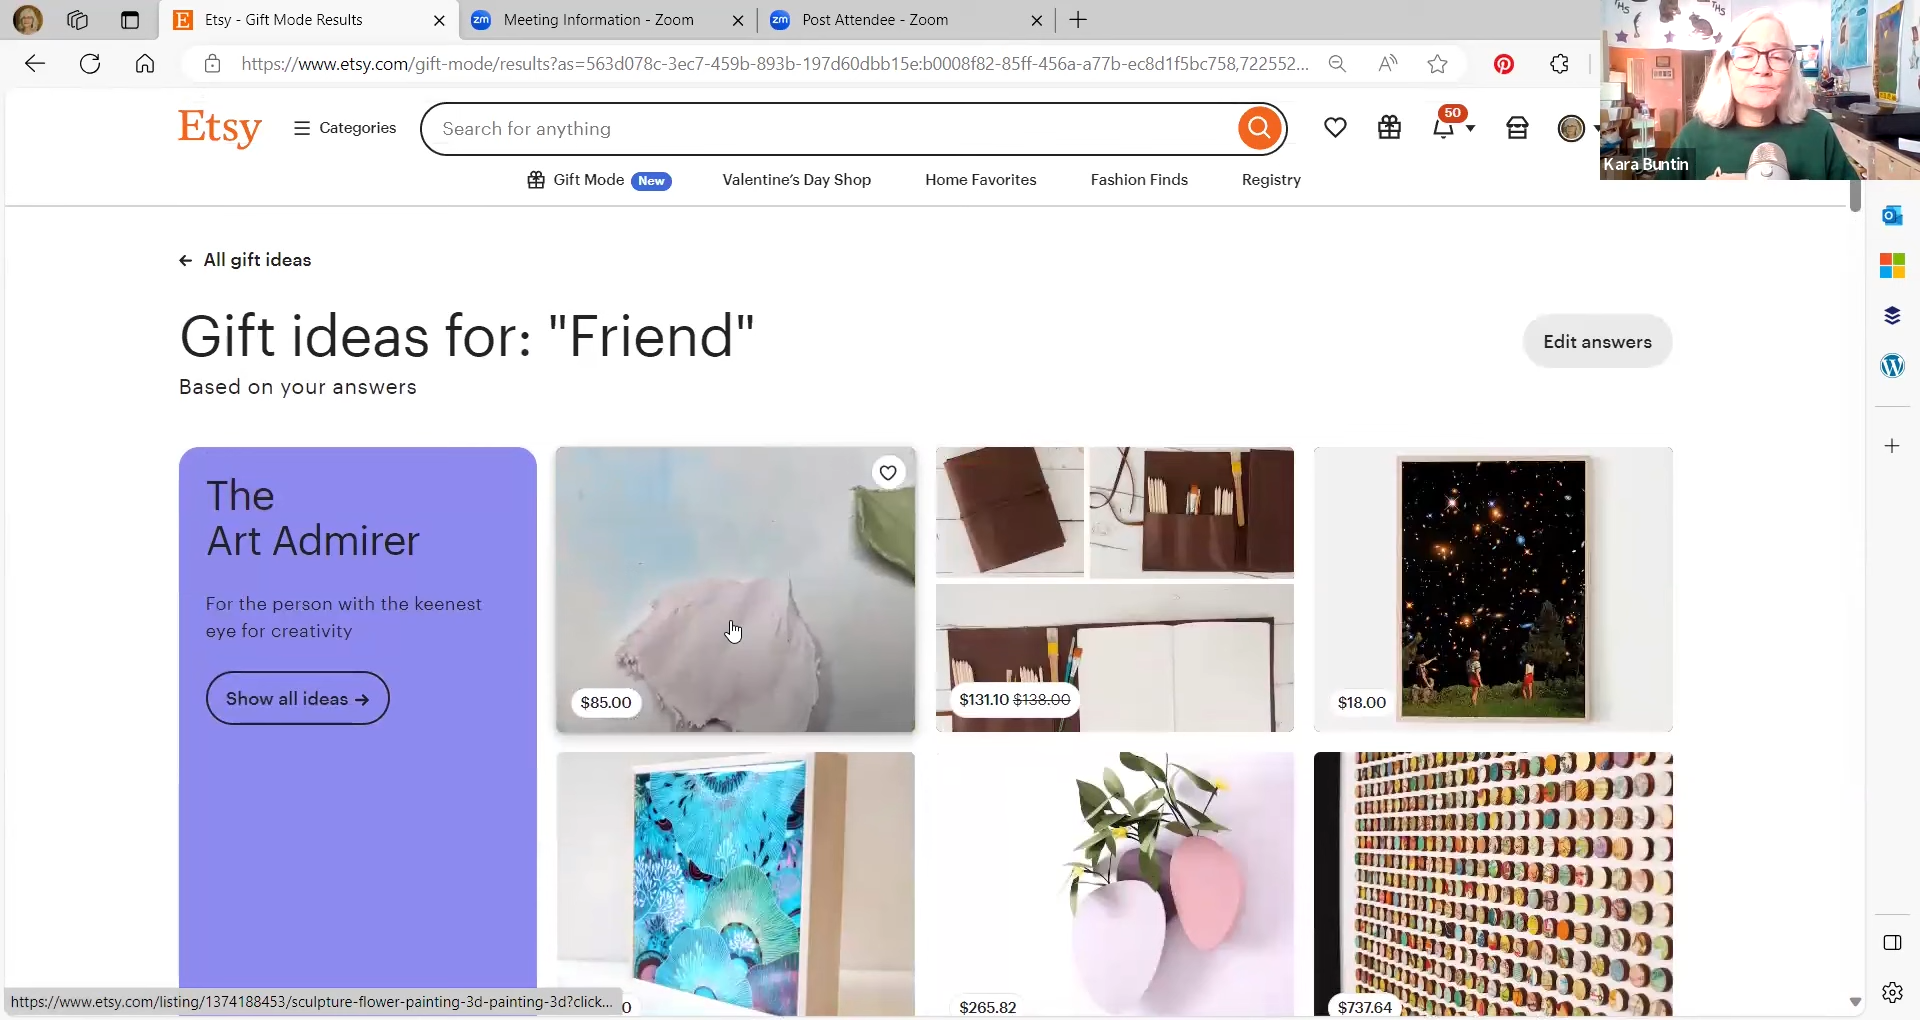 Etsy - Gift Mode Results
Meeting Information - Zoom
Post Attendee - Zoom
https://www.etsy.com/gift-mode/results?as=563d078c-3ec7-459b-893b-197d60dbb15e:b0008f82-85ff-456a-a77b-ec8d1f5bc758,722552...
Etsy
Categories
Search for anything
50
Kara Buntin
Gift Mode New
Valentine's Day Shop
Home Favorites
Fashion Finds
Registry
← All gift ideas
Gift ideas for: "Friend"
Edit answers
Based on your answers
The
Art Admirer
For the person with the keenest
eye for creativity
Show all ideas →
$85.00
$131.10 $138.00
$18.00
$265.82
$737.64
https://www.etsy.com/listing/1374188453/sculpture-flower-painting-3d-painting-3d?click...